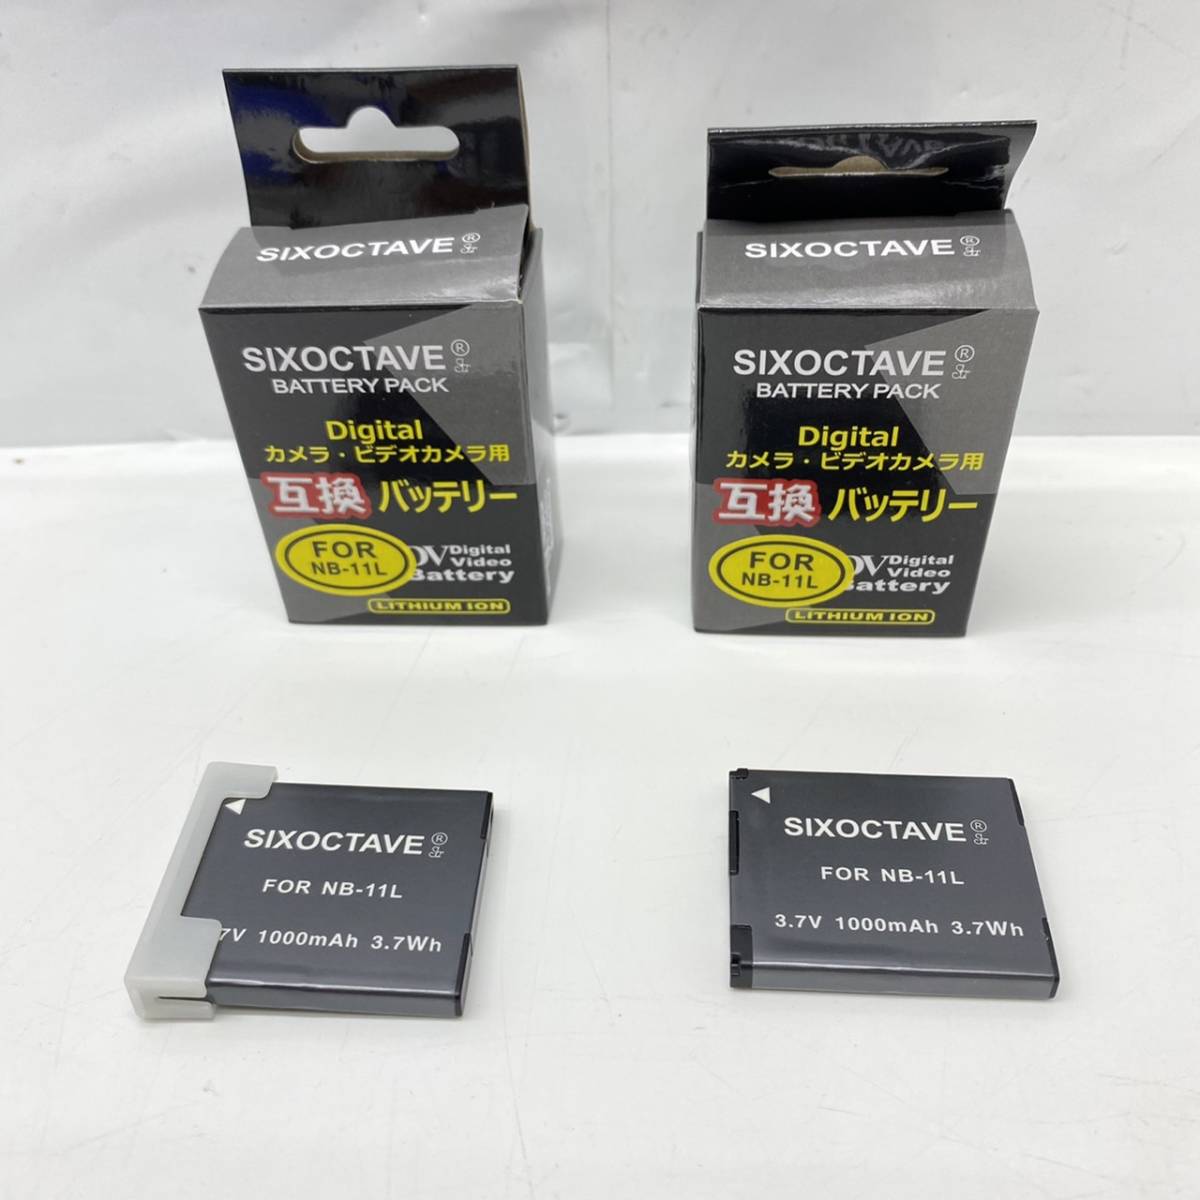 SIXOCTAVE®
SIXOCTAVE®
BATTERY PACK
Digital
カメラ・ビデオカメラ用
互換 バッテリー
FOR
NB-11L
DV Digital
Video
Battery
LITHIUM ION
SIXOCTAVE®
SIXOCTAVE®
BATTERY PACK
Digital
カメラ・ビデオカメラ用
互換 バッテリー
FOR
NB-11L
DV Digital
Video
Battery
LITHIUM ION
SIXOCTAVE®
FOR NB-11L
7V 1000mAh 3.7Wh
SIXOCTAVE®
FOR NB-11L
3.7V 1000mAh 3.7Wh